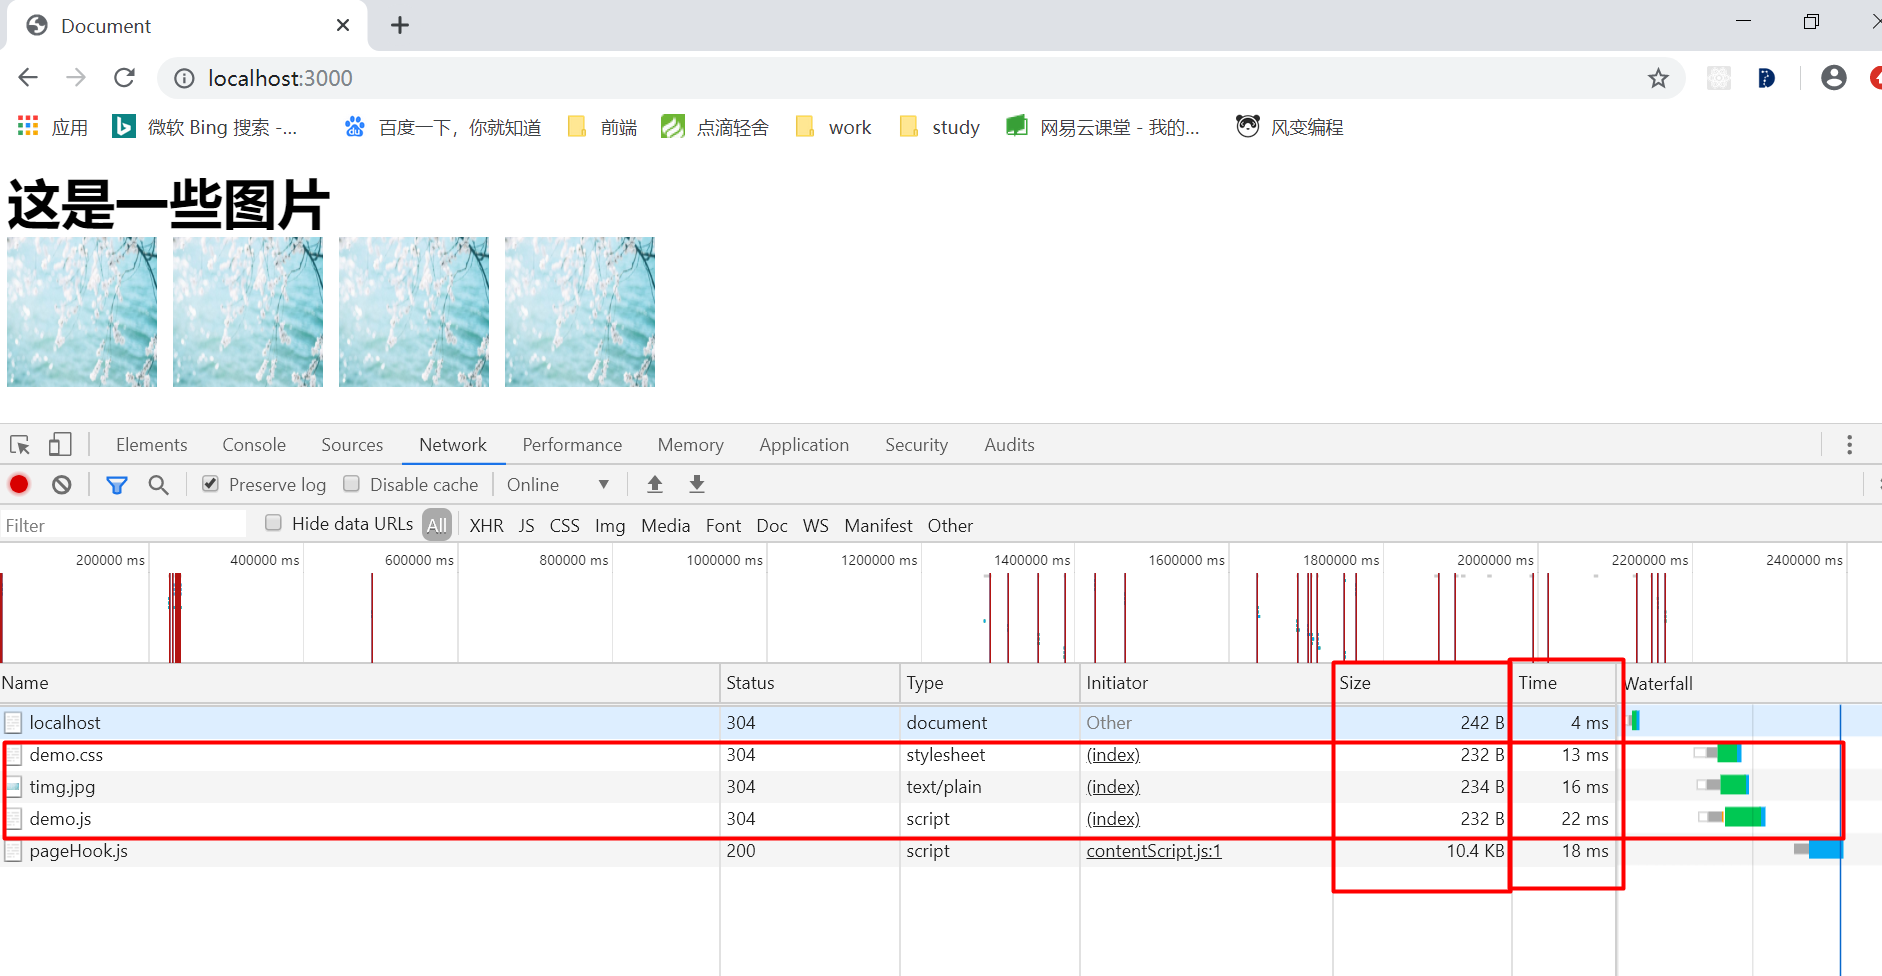 Document
localhost:3000
应用 微软 Bing 搜索 -... 百度一下，你就知道 前端 点滴轻舍 work study 网易云课堂 - 我的... 风变编程
这是一些图片
Elements Console Sources Network Performance Memory Application Security Audits
Preserve log Disable cache Online
Filter Hide data URLs All XHR JS CSS Img Media Font Doc WS Manifest Other
200000 ms 400000 ms 600000 ms 800000 ms 1000000 ms 1200000 ms 1400000 ms 1600000 ms 1800000 ms 2000000 ms 2200000 ms 2400000 ms
Name Status Type Initiator Size Time Waterfall
localhost 304 document Other 242 B 4 ms
demo.css 304 stylesheet (index) 232 B 13 ms
timg.jpg 304 text/plain (index) 234 B 16 ms
demo.js 304 script (index) 232 B 22 ms
pageHook.js 200 script contentScript.js:1 10.4 KB 18 ms